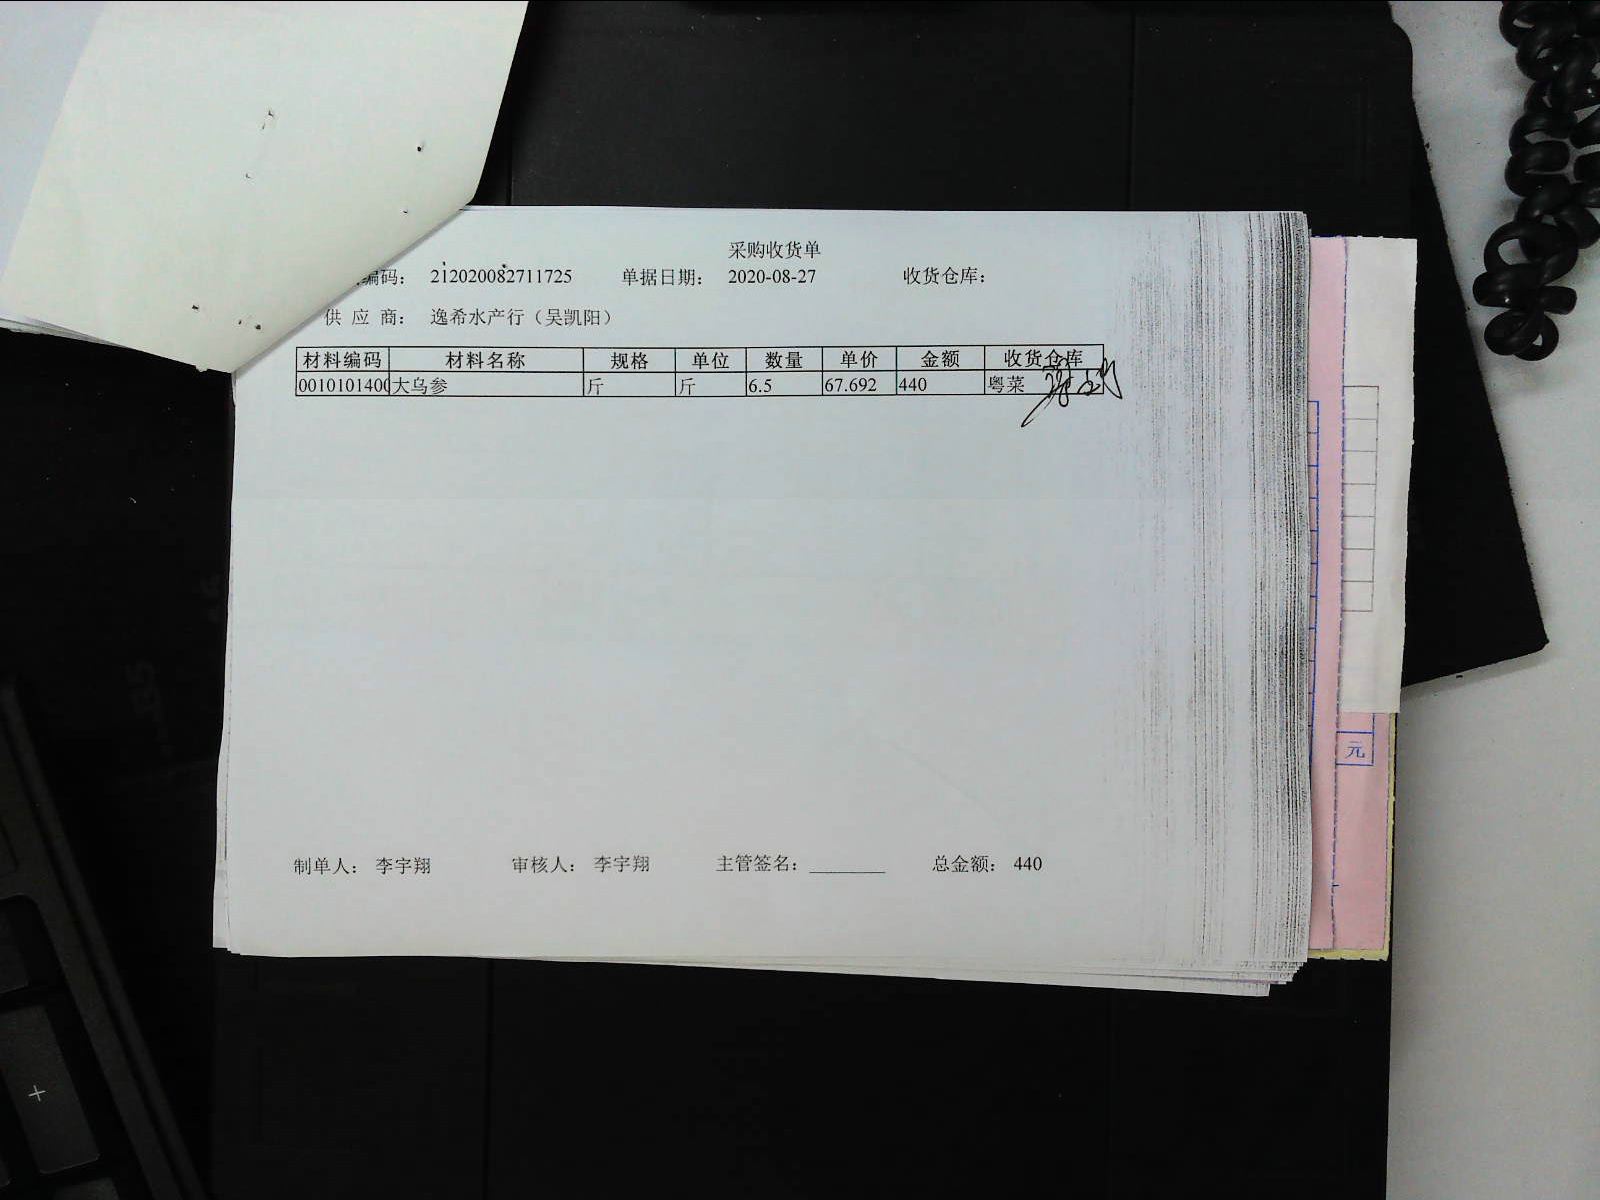 采购收货单
编码： 212020082711725 单据日期： 2020-08-27 收货仓库：
供 应 商： 逸希水产行（吴凯阳）
材料编码 材料名称 规格 单位 数量 单价 金额 收货仓库
0010101400 大乌参 斤 斤 6.5 67.692 440 粤菜
元
制单人： 李宇翔 审核人： 李宇翔 主管签名： 总金额： 440
+